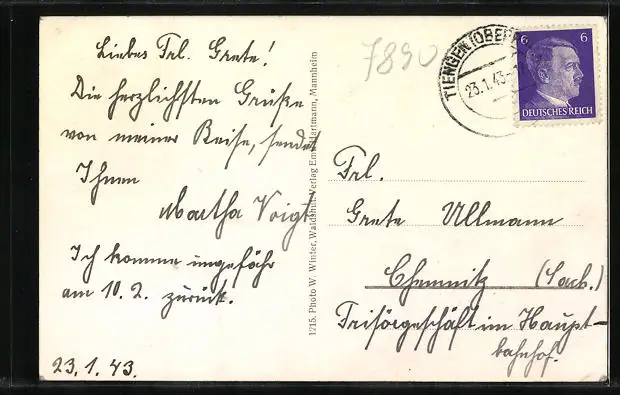 Liebes Frl. Grete!
Die herzlichsten Grüße
von meiner Reise, sendet
Ihnen
Martha Voigt
Ich komme ungefähr
am 10.2. zurück.
23.1.43.
1215. Photo W. Winter, Waldshut. Verlag Emil Hartmann, Mannheim
7890
TIENGEN (OBER
23.1.43-
6 6
DEUTSCHES REICH
Frl.
Grete Ullmann
Chemnitz (Sach.)
Frisörgeschäft im Haupt-
bahnhof.